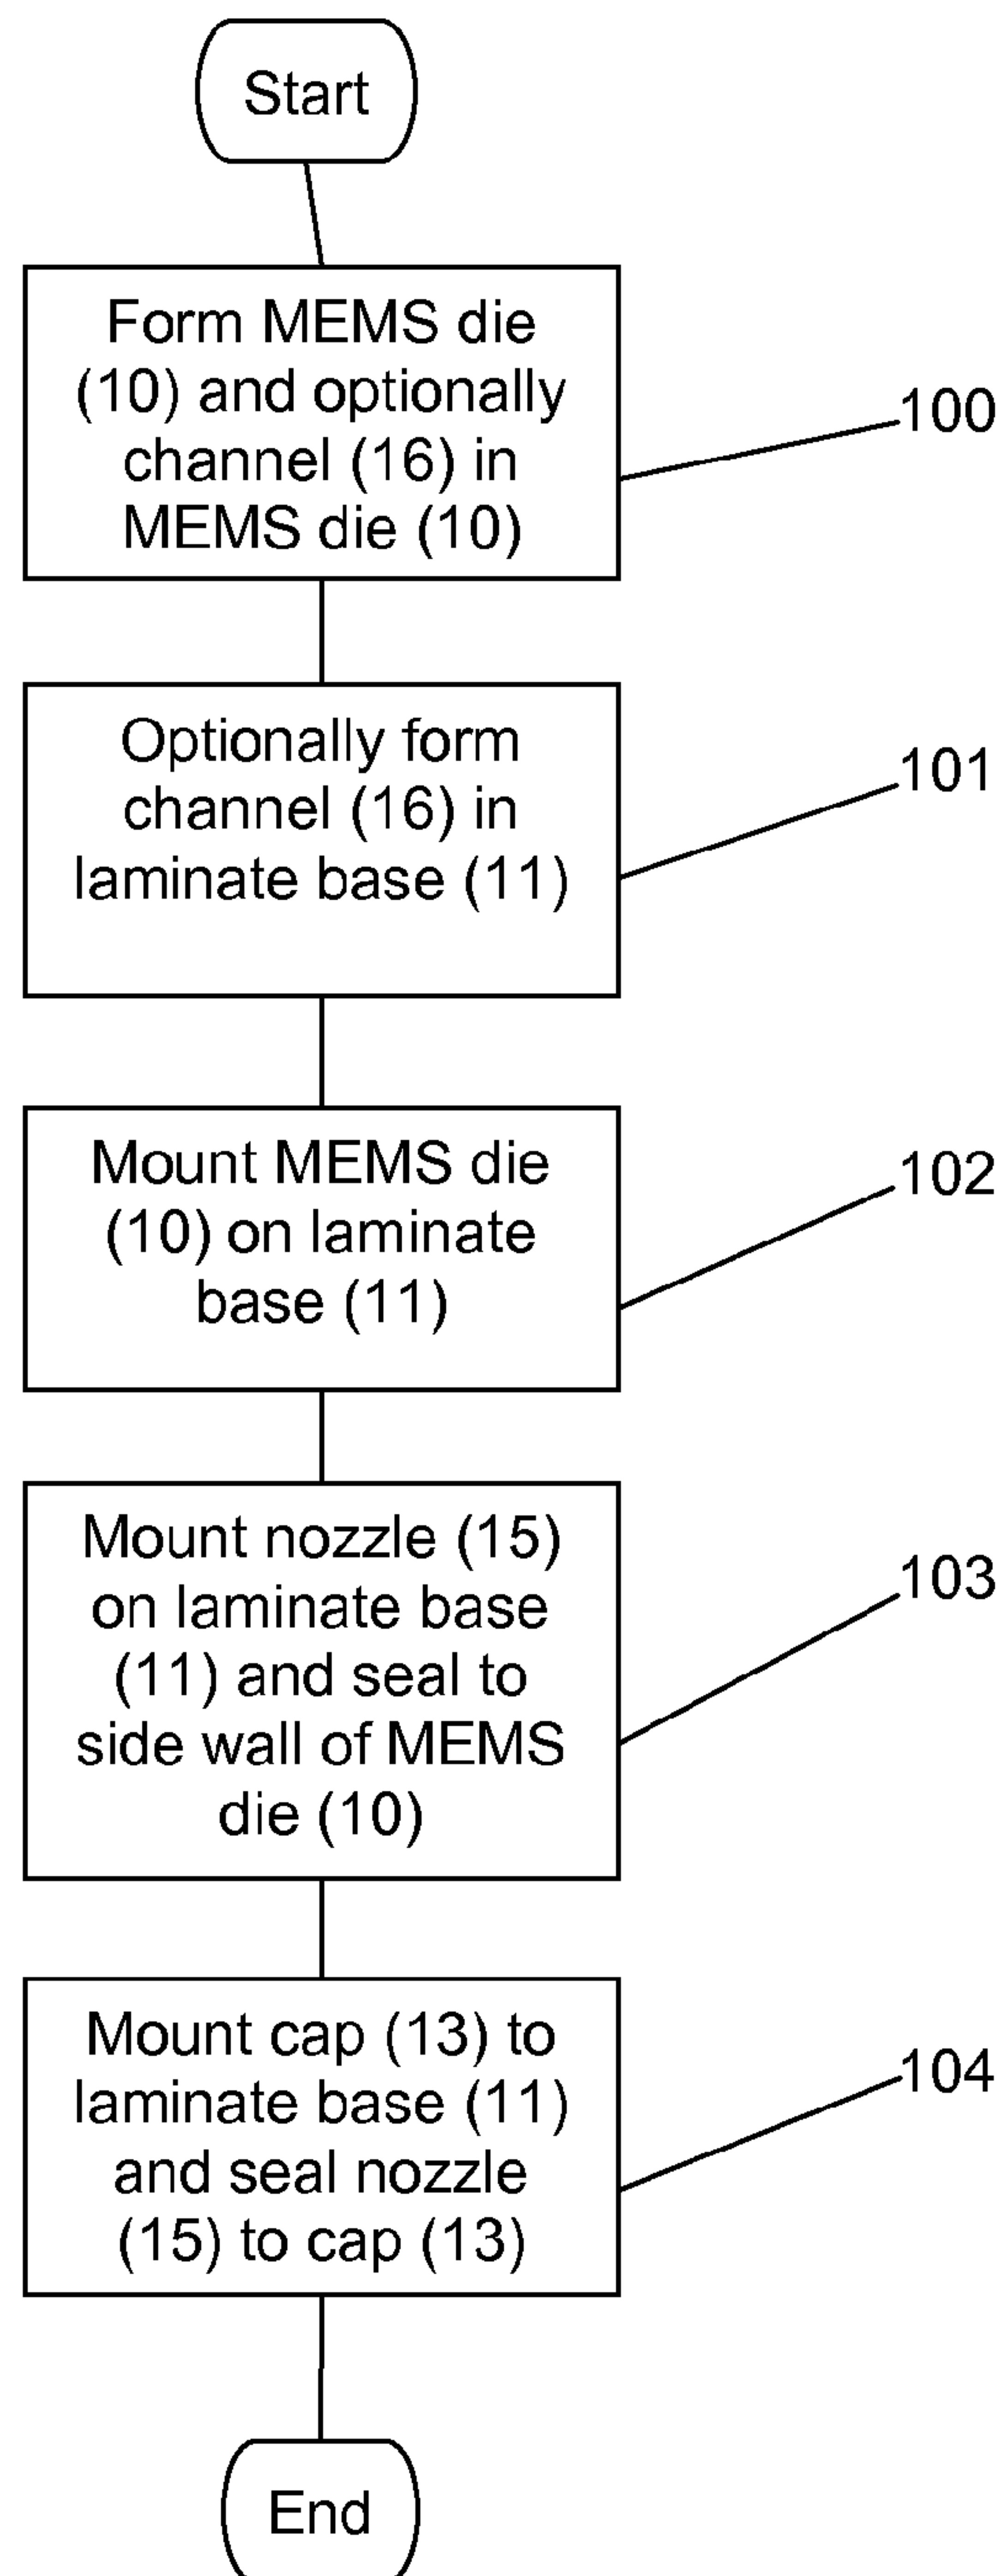 Start
Form MEMS die
(10) and optionally
channel (16) in
MEMS die (10)
100
Optionally form
channel (16) in
laminate base (11)
101
Mount MEMS die
(10) on laminate
base (11)
102
Mount nozzle (15)
on laminate base
(11) and seal to
side wall of MEMS
die (10)
103
Mount cap (13) to
laminate base (11)
and seal nozzle
(15) to cap (13)
104
End